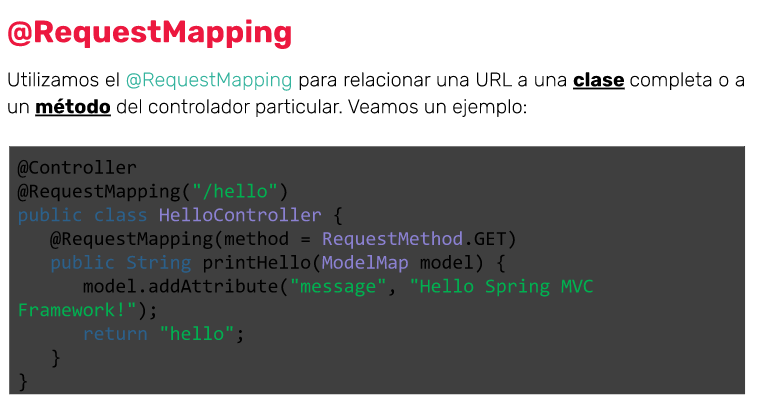 @RequestMapping
Utilizamos el @RequestMapping para relacionar una URL a una clase completa o a
un método del controlador particular. Veamos un ejemplo:
@Controller
@RequestMapping("/hello")
public class HelloController {
@RequestMapping(method = RequestMethod.GET)
public String printHello(ModelMap model) {
model.addAttribute("message", "Hello Spring MVC
Framework!");
return "hello";
}
}